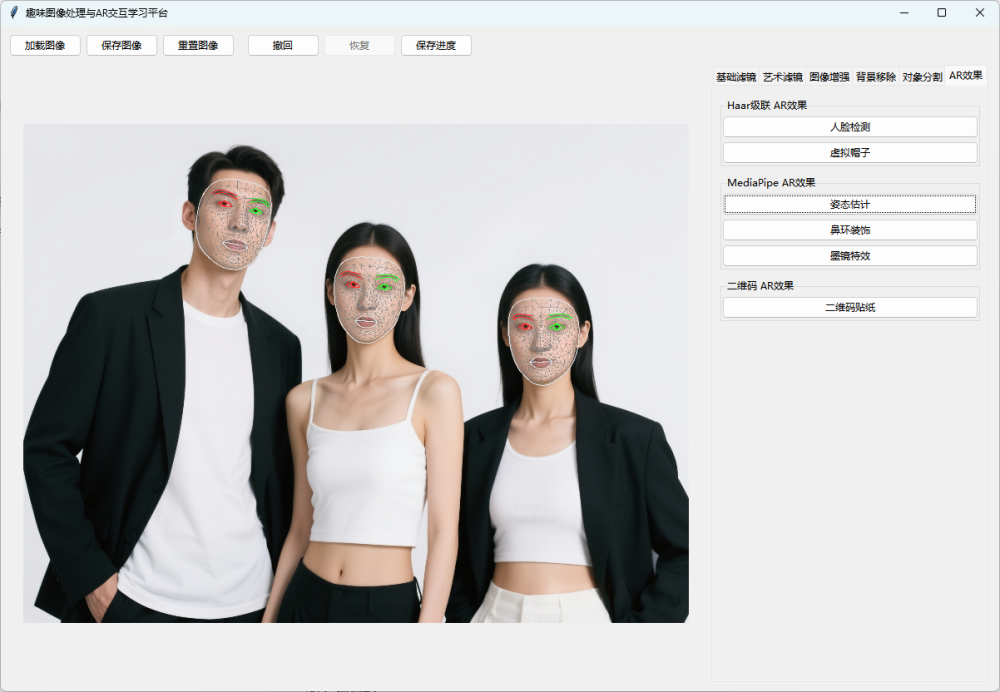 趣味图像处理与AR交互学习平台
加载图像 保存图像 重置图像 撤回 恢复 保存进度
基础滤镜 艺术滤镜 图像增强 背景移除 对象分割 AR效果
Haar级联 AR效果
人脸检测
虚拟帽子
MediaPipe AR效果
姿态估计
鼻环装饰
墨镜特效
二维码 AR效果
二维码贴纸